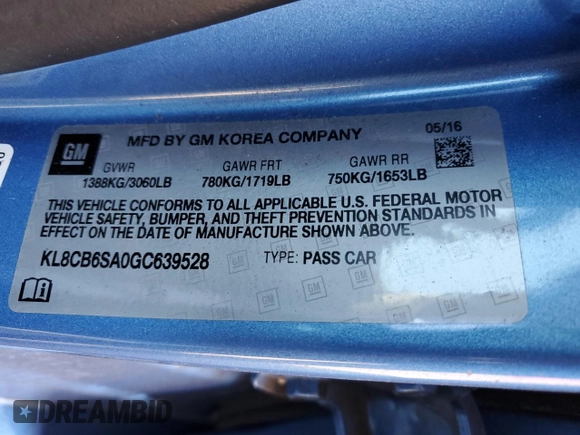 GM
MFD BY GM KOREA COMPANY
05/16
GVWR
GAWR FRT
GAWR RR
1388KG/3060LB
780KG/1719LB
750KG/1653LB
THIS VEHICLE CONFORMS TO ALL APPLICABLE U.S. FEDERAL MOTOR
VEHICLE SAFETY, BUMPER, AND THEFT PREVENTION STANDARDS IN
EFFECT ON THE DATE OF MANUFACTURE SHOWN ABOVE.
KL8CB6SA0GC639528
TYPE: PASS CAR
DREAMBID